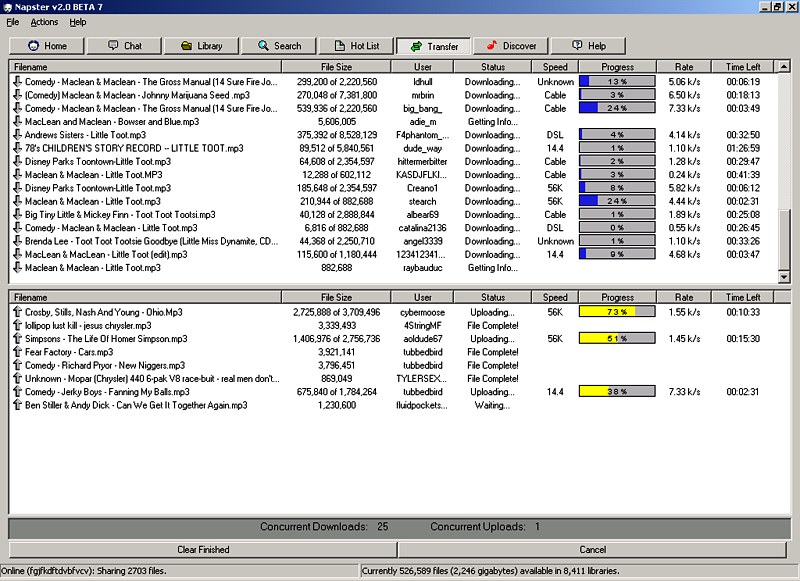 Napster v2.0 BETA 7
File Actions Help
Home Chat Library Search Hot List Transfer Discover Help
Filename File Size User Status Speed Progress Rate Time Left
Comedy - Maclean & Maclean - The Gross Manual (14 Sure Fire Jo... 299,200 of 2,220,560 ldhull Downloading... Unknown 13 % 5.06 k/s 00:06:19
(Comedy) Maclean & Maclean - Johnny Marijuana Seed .mp3 270,048 of 7,381,800 mrbrin Downloading... Cable 3 % 6.50 k/s 00:18:13
Comedy - Maclean & Maclean - The Gross Manual (14 Sure Fire Jo... 539,936 of 2,220,560 big_bang_ Downloading... Cable 24 % 7.33 k/s 00:03:49
MacLean and Maclean - Bowser and Blue.mp3 5,606,005 adie_m Getting Info...
Andrews Sisters - Little Toot.mp3 375,392 of 8,528,129 F4phantom_... Downloading... DSL 4 % 4.14 k/s 00:32:50
78's CHILDREN'S STORY RECORD -- LITTLE TOOT.mp3 89,512 of 5,840,561 dudy_wom... Downloading... 14.4 1 % 1.10 k/s 01:26:59
Disney Parks Toontown-Little Toot.mp3 64,608 of 2,354,597 hittermerbitter Downloading... Cable 2 % 1.28 k/s 00:29:47
Maclean & Maclean - Little Toot.MP3 12,288 of 602,112 KASDJFLKI... Downloading... Cable 3 % 0.24 k/s 00:41:39
Disney Parks Toontown-Little Toot.mp3 185,648 of 2,354,597 Creano1 Downloading... 56K 8 % 5.82 k/s 00:06:12
Maclean & Maclean - Little Toot.mp3 210,944 of 882,688 stearch Downloading... 56K 24 % 4.44 k/s 00:02:31
Big Tiny Little & Mickey Finn - Toot Toot Tootsi.mp3 40,128 of 2,888,844 albear69 Downloading... Cable 1 % 1.89 k/s 00:25:08
Comedy - Maclean & Maclean - Little Toot.mp3 6,816 of 882,688 catalina2136 Downloading... DSL 0 % 0.55 k/s 00:26:45
Brenda Lee - Toot Toot Tootsie Goodbye (Little Miss Dynamite, CD... 44,368 of 2,250,710 angel3339 Downloading... Unknown 1 % 1.10 k/s 00:33:26
MacLean & MacLean - Little Toot (edit).mp3 115,600 of 1,180,444 123412341... Downloading... 14.4 9 % 4.68 k/s 00:03:47
Maclean & Maclean - Little Toot.mp3 882,688 raybauduc Getting Info...
Filename File Size User Status Speed Progress Rate Time Left
Crosby, Stills, Nash And Young - Ohio.Mp3 2,725,888 of 3,709,496 cybermoose Uploading... 56K 73 % 1.55 k/s 00:10:33
lollipop lust kill - jesus chrysler.mp3 3,339,493 4StringMF File Complete!
Simpsons - The Life Of Homer Simpson.mp3 1,406,976 of 2,756,736 aoldude67 Uploading... 56K 51 % 1.45 k/s 00:15:30
Fear Factory - Cars.mp3 3,921,141 tubbedbird File Complete!
Comedy - Richard Pryor - New Niggers.mp3 3,796,451 tubbedbird File Complete!
Unknown - Mopar (Chrysler) 440 6-pak V8 race-buit - real men don't... 869,049 TYLERSEX... File Complete!
Comedy - Jerky Boys - Fanning My Balls.mp3 675,840 of 1,784,264 tubbedbird Uploading... 14.4 38 % 7.33 k/s 00:02:31
Ben Stiller & Andy Dick - Can We Get It Together Again.mp3 1,230,600 fluidpockets... Waiting...
Concurrent Downloads: 25 Concurrent Uploads: 1
Clear Finished Cancel
Online (fgjfkdftdvbfvcv): Sharing 2703 files. Currently 526,589 files (2,246 gigabytes) available in 8,411 libraries.